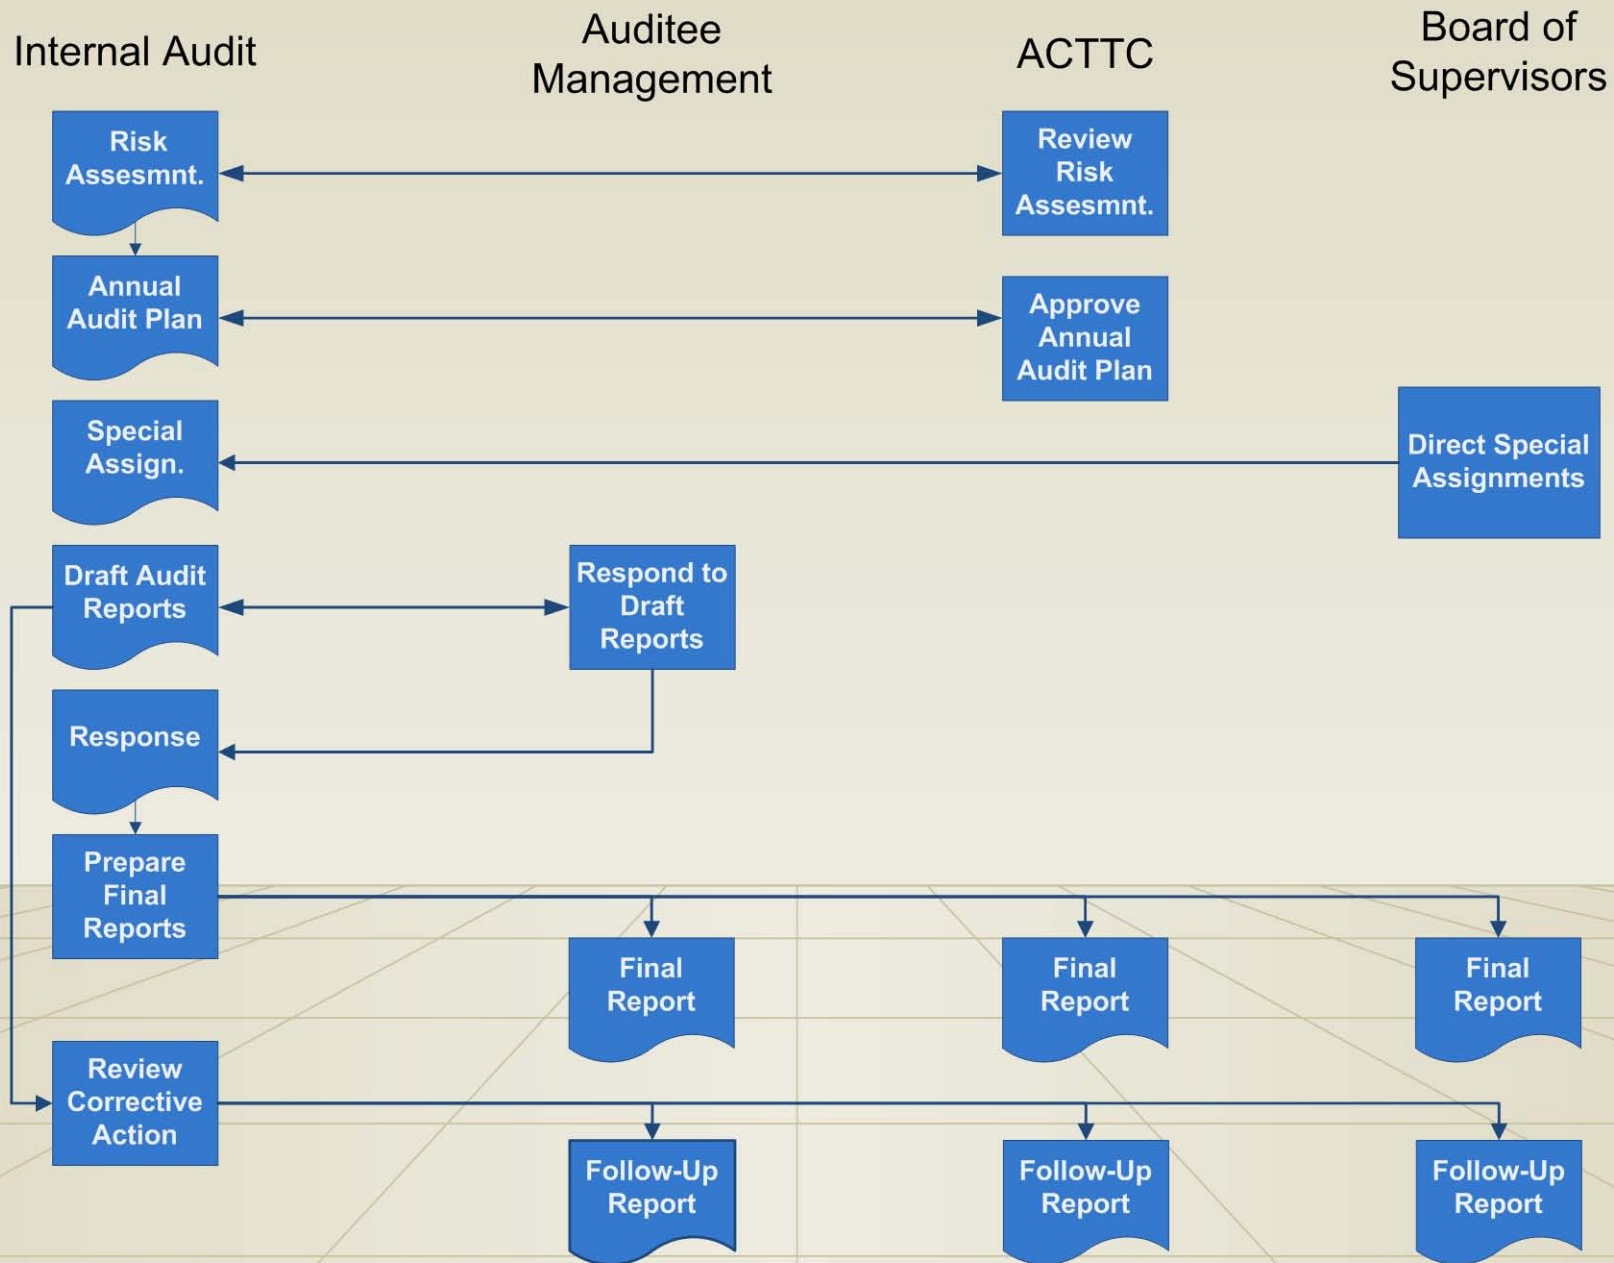 Internal Audit
Auditee
Management
ACTTC
Board of
Supervisors
Risk
Assesmnt.
Review
Risk
Assesmnt.
Annual
Audit Plan
Approve
Annual
Audit Plan
Special
Assign.
Direct Special
Assignments
Draft Audit
Reports
Respond to
Draft
Reports
Response
Prepare
Final
Reports
Final
Report
Final
Report
Final
Report
Review
Corrective
Action
Follow-Up
Report
Follow-Up
Report
Follow-Up
Report